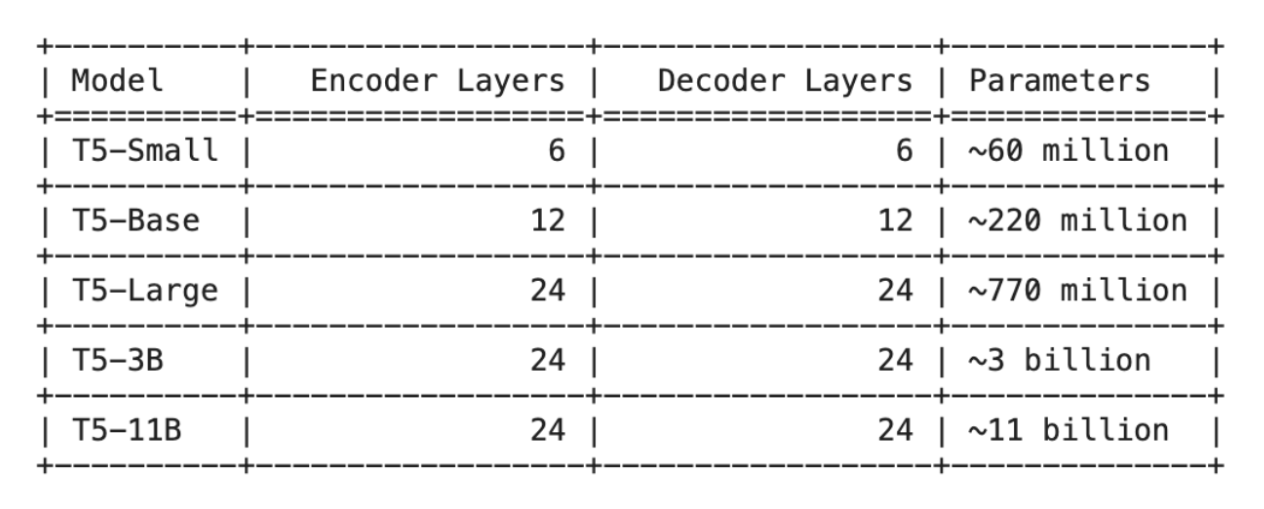 +----------+------------------+------------------+--------------+
| Model    |   Encoder Layers |   Decoder Layers | Parameters   |
+==========+==================+==================+==============+
| T5-Small |                6 |                6 | ~60 million  |
+----------+------------------+------------------+--------------+
| T5-Base  |               12 |               12 | ~220 million |
+----------+------------------+------------------+--------------+
| T5-Large |               24 |               24 | ~770 million |
+----------+------------------+------------------+--------------+
| T5-3B    |               24 |               24 | ~3 billion   |
+----------+------------------+------------------+--------------+
| T5-11B   |               24 |               24 | ~11 billion  |
+----------+------------------+------------------+--------------+